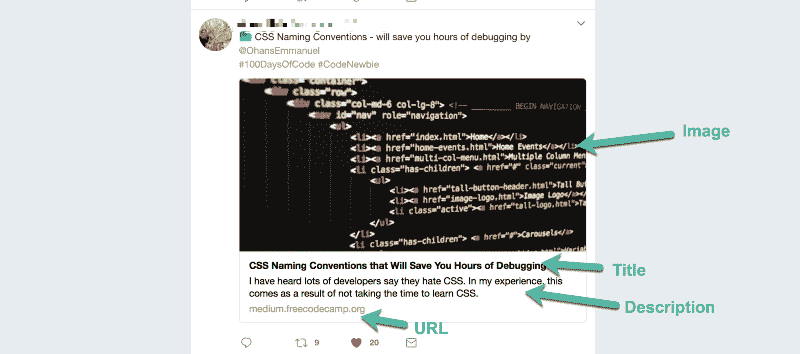 CSS Naming Conventions - will save you hours of debugging by
@OhansEmmanuel
#100DaysOfCode #CodeNewbie
class="container">
class="row">
class="col-md-6 col-lg-8"> <!-- BEGIN NAVIGATION
id="nav" role="navigation">
<ul>
<li><a href="index.html">Home</a></li>
<li><a href="home-events.html">Home Events</a></li>
<li><a href="multi-col-menu.html">Multiple Column Men
<li class="has-children"> <a href="#" class="current"
<ul>
<li><a href="tall-button-header.html">Tall But
<li><a href="image-logo.html">Image Logo</a></li>
<li class="active"><a href="tall-logo.html">Ta
</ul>
</li>
<li class="has-children"> <a href="#">Carousels</a>
Image
CSS Naming Conventions that Will Save You Hours of Debugging
Title
I have heard lots of developers say they hate CSS. In my experience, this
comes as a result of not taking the time to learn CSS.
Description
medium.freecodecamp.org
URL
9
20